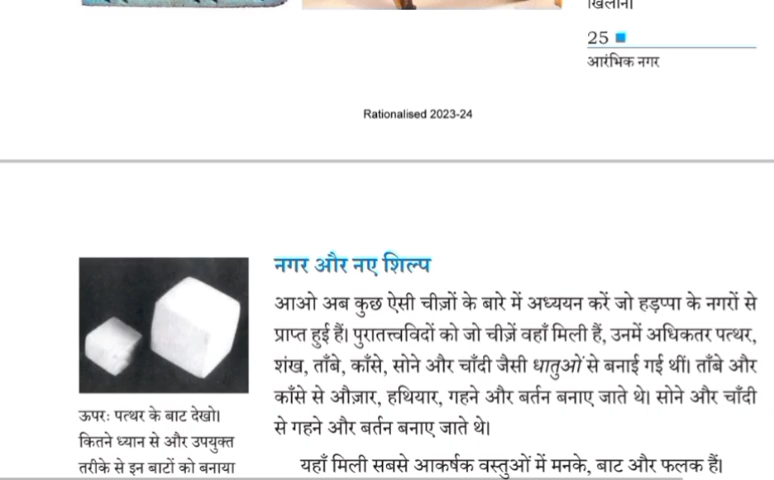 खिलौना
25
आरंभिक नगर
Rationalised 2023-24
नगर और नए शिल्प
आओ अब कुछ ऐसी चीज़ों के बारे में अध्ययन करें जो हड़प्पा के नगरों से
प्राप्त हुई हैं। पुरातत्त्वविदों को जो चीज़ें वहाँ मिली हैं, उनमें अधिकतर पत्थर,
शंख, ताँबे, काँसे, सोने और चाँदी जैसी धातुओं से बनाई गई थीं। ताँबे और
काँसे से औज़ार, हथियार, गहने और बर्तन बनाए जाते थे। सोने और चाँदी
से गहने और बर्तन बनाए जाते थे।
यहाँ मिली सबसे आकर्षक वस्तुओं में मनके, बाट और फलक हैं।
ऊपरः पत्थर के बाट देखो।
कितने ध्यान से और उपयुक्त
तरीके से इन बाटों को बनाया